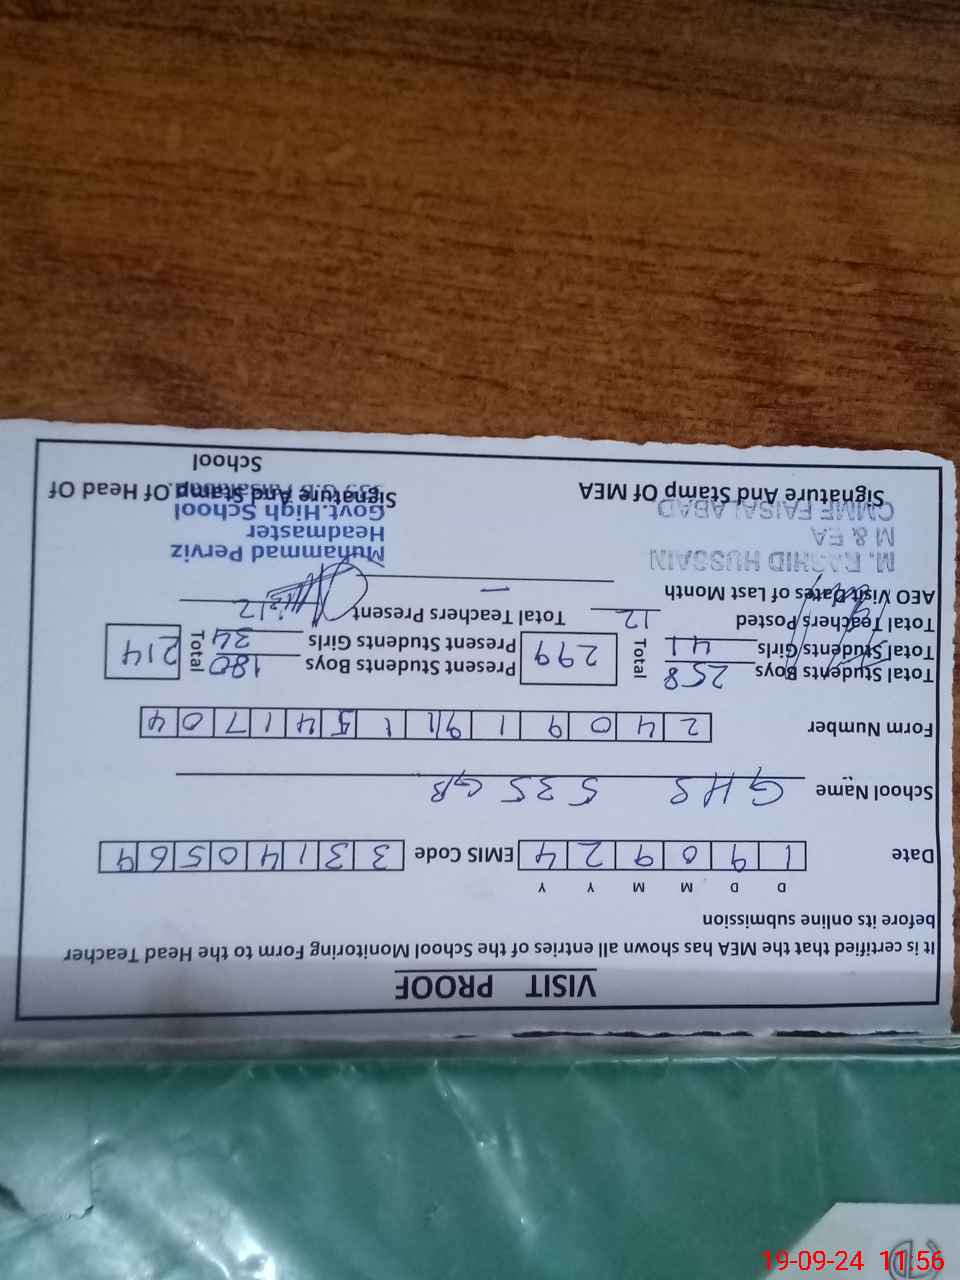 VISIT PROOF
It is certified that the MEA has shown all entries of the School Monitoring Form to the Head Teacher
before its online submission
D D M M Y Y
Date 1 9 0 9 2 4 EMIS Code 3 3 1 4 0 5 6 9
School Name GHS 535 GB
Form Number 2 4 0 9 1 9 1 1 5 4 1 7 0 4
Total Students Boys 258 Total 299 Present Students Boys 180 Total 214
Total Students Girls 41 Present Students Girls 34
Total Teachers Posted 12 Total Teachers Present 12
AEO Visit Dates of Last Month —
M. RASHID HUSSAIN Muhammad Perviz
M & EA Headmaster
CMMF FAISALABAD Govt. High School
Signature And Stamp Of MEA Signature And Stamp Of Head Of
535 G.B Faisalabad.
School
19-09-24 11:56